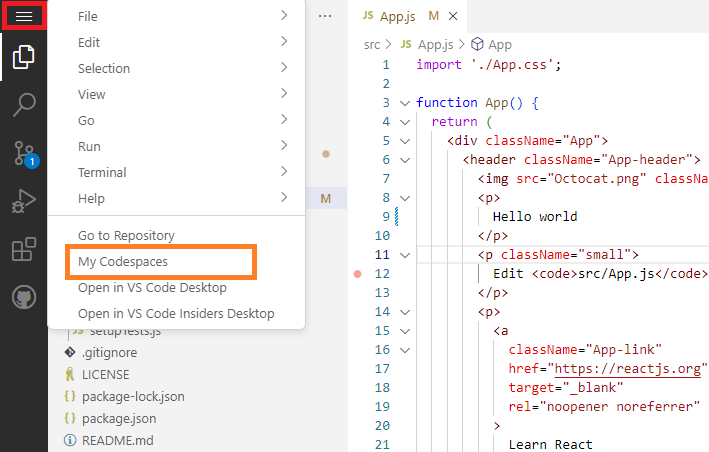 File
Edit
Selection
View
Go
Run
Terminal
Help
Go to Repository
My Codespaces
Open in VS Code Desktop
Open in VS Code Insiders Desktop
1
M
JS setupTests.js
.gitignore
LICENSE
{} package-lock.json
{} package.json
README.md
...
JS App.js M ×
src > JS App.js > App
1 import './App.css';
2
3 function App() {
4 return (
5 <div className="App">
6 <header className="App-header">
7 <img src="Octocat.png" classNa
8 <p>
9 Hello world
10 </p>
11 <p className="small">
12 Edit <code>src/App.js</code>
13 </p>
14 <p>
15 <a
16 className="App-link"
17 href="https://reactjs.org"
18 target="_blank"
19 rel="noopener noreferrer"
20 >
21 Learn React